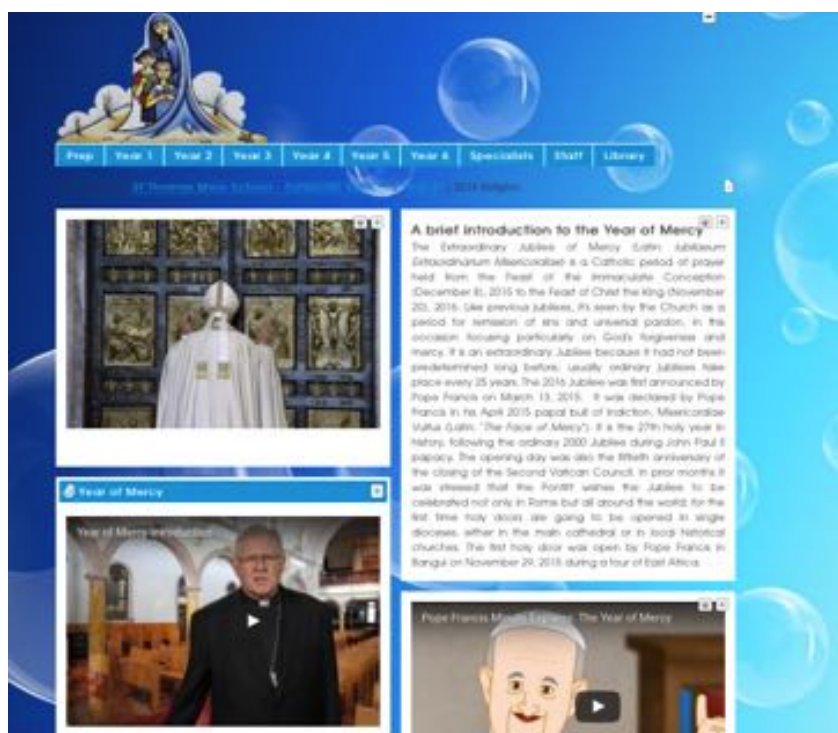 Prep Year 1 Year 2 Year 3 Year 4 Year 5 Year 6 Specialists Staff Library
2016 Religion
A brief introduction to the Year of Mercy
The Extraordinary Jubilee of Mercy (Latin: Iubilaeum
Extraordinarium Misericordiae) is a Catholic period of prayer
held from the Feast of the Immaculate Conception
(December 8), 2015 to the Feast of Christ the King (November
20), 2016. Like previous jubilees, it's seen by the Church as a
period for remission of sins and universal pardon, in this
occasion focusing particularly on God's forgiveness and
mercy. It is an extraordinary Jubilee because it had not been
predetermined long before; usually ordinary jubilees take
place every 25 years. The 2016 Jubilee was first announced by
Pope Francis on March 13, 2015. It was declared by Pope
Francis in his April 2015 papal bull of indiction, Misericordiae
Vultus (Latin: "The Face of Mercy"). It is the 27th holy year in
history, following the ordinary 2000 Jubilee during John Paul II
papacy. The opening day was also the fiftieth anniversary of
the closing of the Second Vatican Council. In prior months it
was stressed that the Pontiff wishes the Jubilee to be
celebrated not only in Rome but all around the world; for the
first time holy doors are going to be opened in single
dioceses, either in the main cathedral or in local historical
churches. The first holy door was open by Pope Francis in
Bangui on November 29, 2015 during a tour of East Africa.
Year of Mercy
Year of Mercy Introduction
Pope Francis Minute Explains: The Year of Mercy